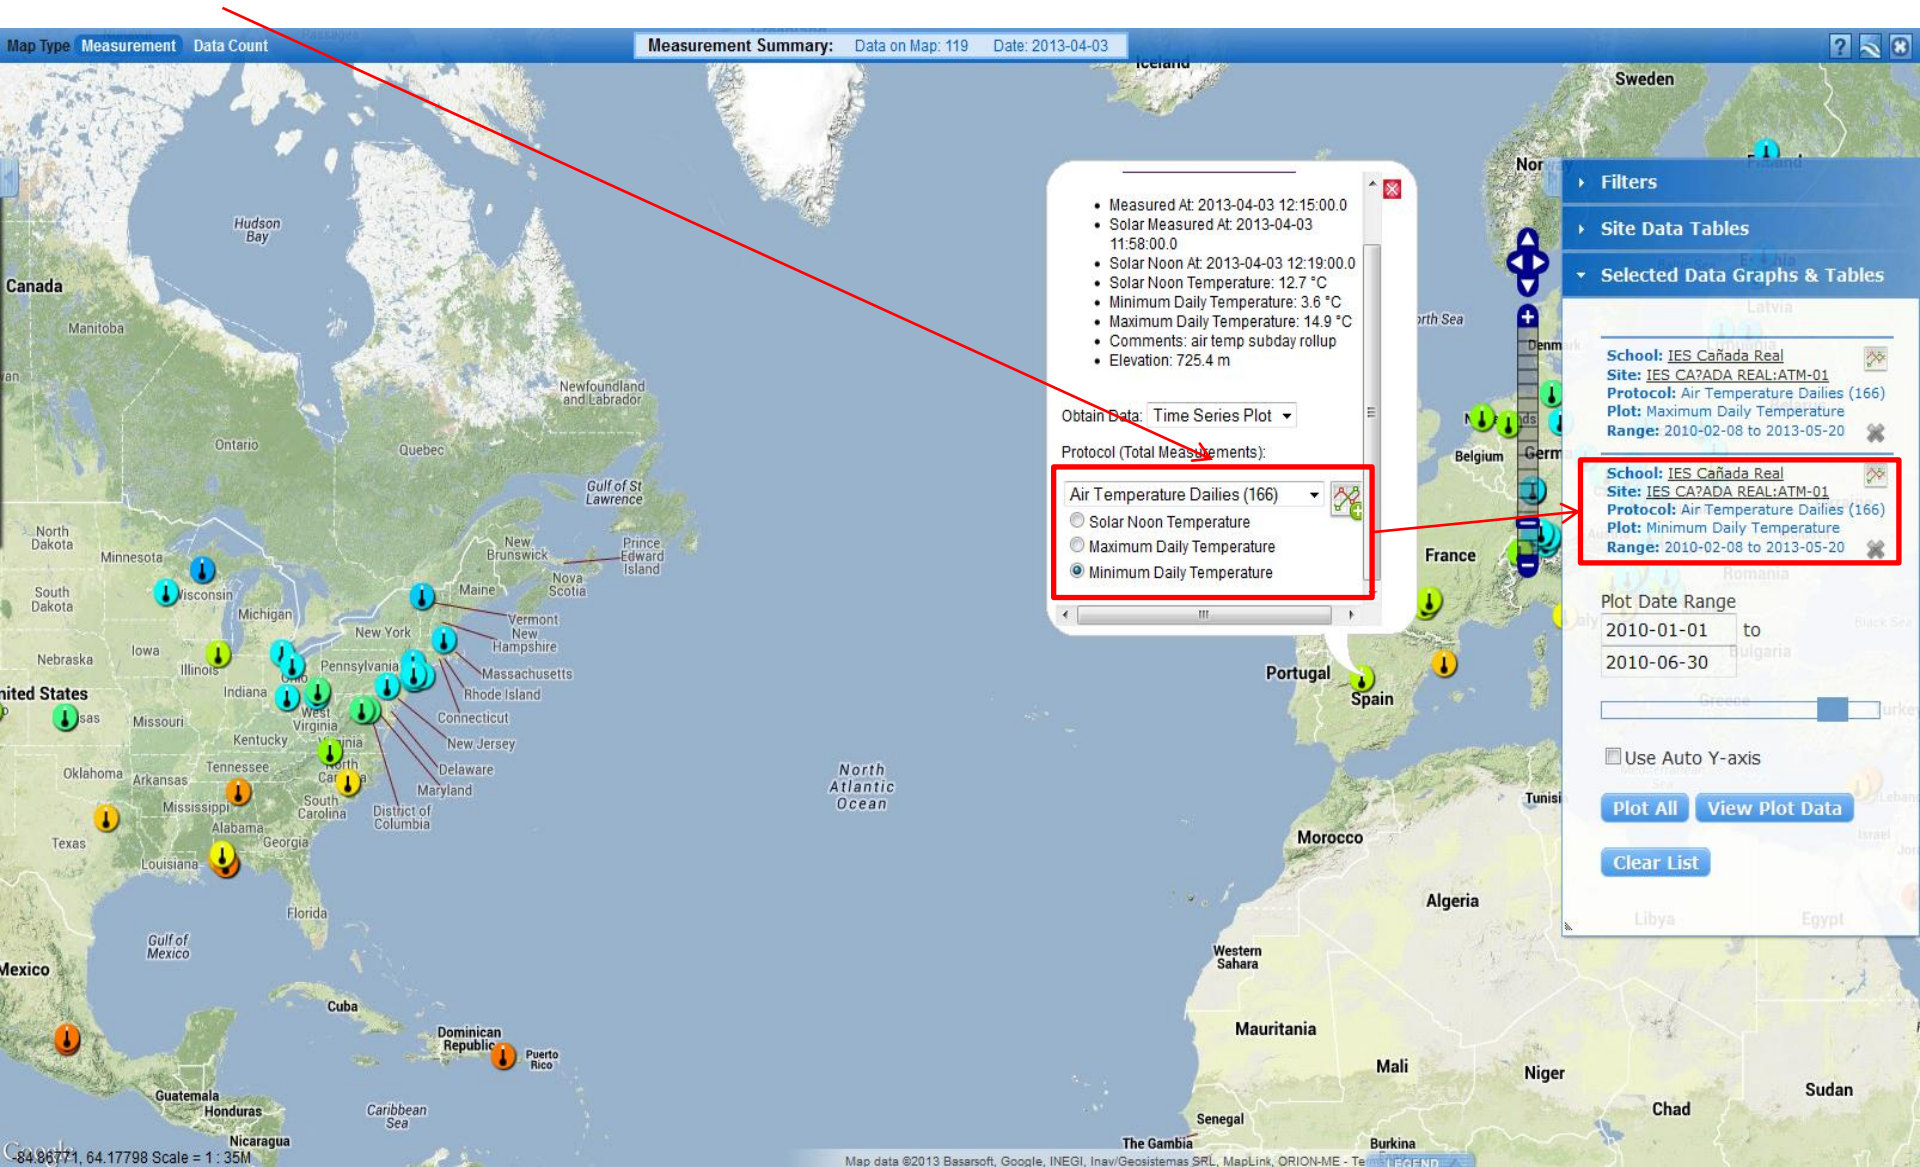 Map Type Measurement Data Count
Measurement Summary: Data on Map: 119 Date: 2013-04-03
Iceland
Sweden
Hudson
Bay
Canada
Manitoba
Ontario
Quebec
Newfoundland
and Labrador
Gulf of St
Lawrence
North
Dakota
Minnesota
New
Brunswick
Prince
Edward
Island
Nova
Scotia
South
Dakota
Wisconsin
Michigan
Maine
Vermont
New
Hampshire
New York
Massachusetts
Rhode Island
Connecticut
Nebraska
Iowa
Illinois
Indiana
Ohio
Pennsylvania
New Jersey
Delaware
Maryland
District of
Columbia
Missouri
West
Virginia
Kentucky
Oklahoma
Arkansas
Tennessee
South
Carolina
Mississippi
Alabama
Georgia
Texas
Louisiana
Florida
Gulf of
Mexico
Mexico
Cuba
Dominican
Republic
Puerto
Rico
Guatemala
Honduras
Nicaragua
Caribbean
Sea
North
Atlantic
Ocean
Measured At: 2013-04-03 12:15:00.0
Solar Measured At: 2013-04-03
11:58:00.0
Solar Noon At: 2013-04-03 12:19:00.0
Solar Noon Temperature: 12.7 °C
Minimum Daily Temperature: 3.6 °C
Maximum Daily Temperature: 14.9 °C
Comments: air temp subday rollup
Elevation: 725.4 m
Obtain Data: Time Series Plot
Protocol (Total Measurements):
Air Temperature Dailies (166)
Solar Noon Temperature
Maximum Daily Temperature
Minimum Daily Temperature
Belgium
France
Portugal
Spain
Morocco
Algeria
Western
Sahara
Mauritania
Mali
Niger
Chad
Sudan
Senegal
The Gambia
Burkina
Libya
Egypt
Filters
Site Data Tables
Selected Data Graphs & Tables
Latvia
School: IES Cañada Real
Site: IES CA?ADA REAL:ATM-01
Protocol: Air Temperature Dailies (166)
Plot: Maximum Daily Temperature
Range: 2010-02-08 to 2013-05-20
School: IES Cañada Real
Site: IES CA?ADA REAL:ATM-01
Protocol: Air Temperature Dailies (166)
Plot: Minimum Daily Temperature
Range: 2010-02-08 to 2013-05-20
Romania
Plot Date Range
2010-01-01 to
2010-06-30
Bulgaria
Black Sea
Greece
Use Auto Y-axis
Plot All View Plot Data
Clear List
Israel
-84.86771, 64.17798 Scale = 1 : 35M
Map data ©2013 Basarsoft, Google, INEGI, Inav/Geosistemas SRL, MapLink, ORION-ME -
LEGEND